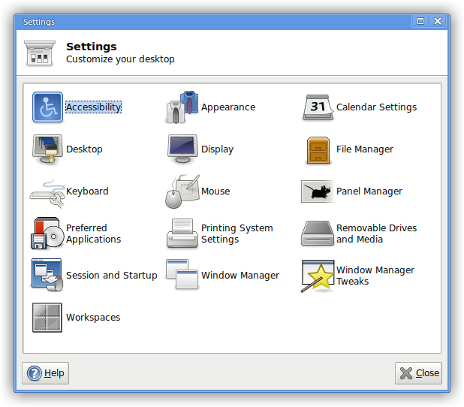 Settings
Settings
Customize your desktop
Accessibility
Appearance
31
Calendar Settings
Desktop
Display
File Manager
Keyboard
Mouse
Panel Manager
Preferred
Applications
Printing System
Settings
Removable Drives
and Media
Session and Startup
Window Manager
Window Manager
Tweaks
Workspaces
Help
Close